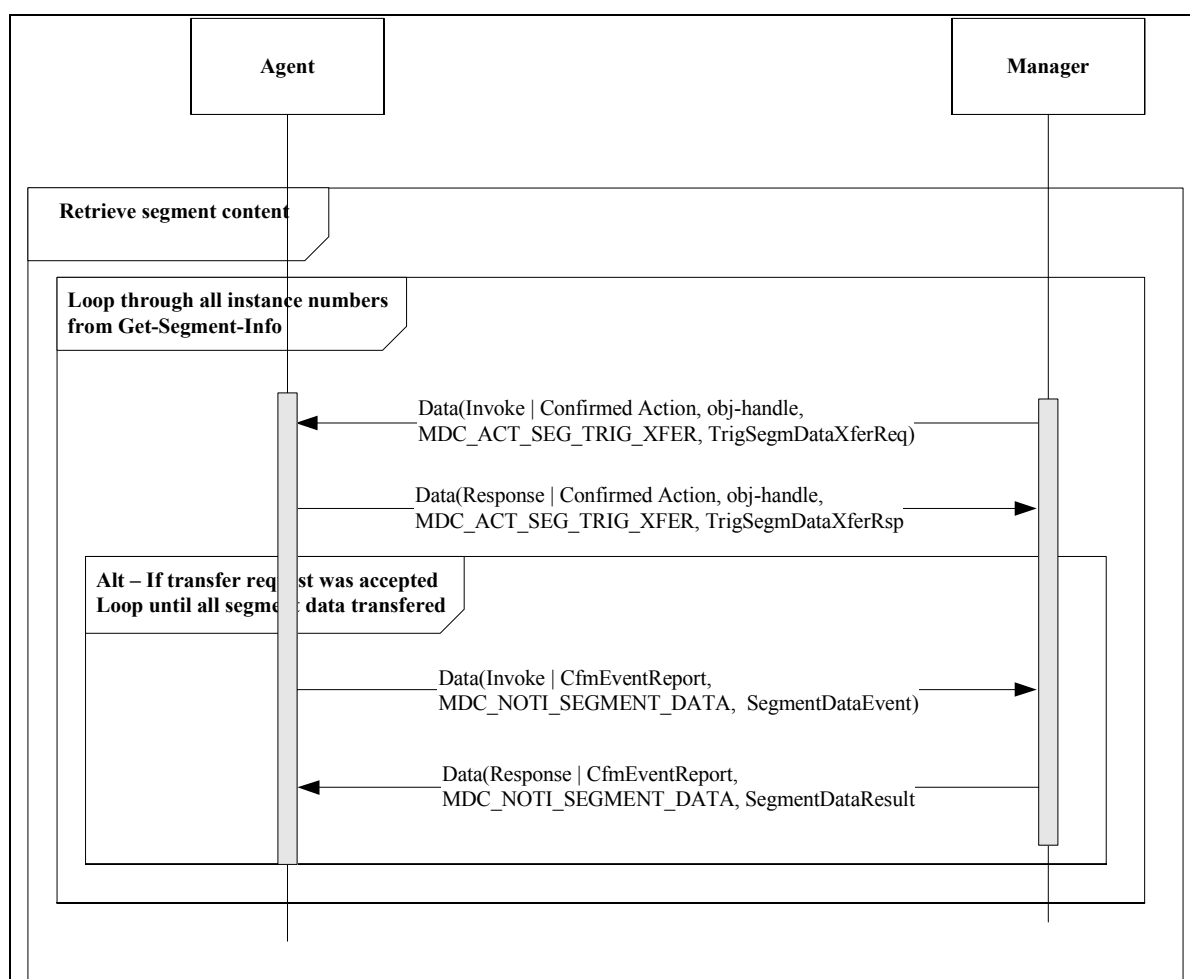 Agent
Manager
Retrieve segment content
Loop through all instance numbers
from Get-Segment-Info
Data(Invoke | Confirmed Action, obj-handle,
MDC_ACT_SEG_TRIG_XFER, TrigSegmDataXferReq)
Data(Response | Confirmed Action, obj-handle,
MDC_ACT_SEG_TRIG_XFER, TrigSegmDataXferRsp
Alt – If transfer request was accepted
Loop until all segment data transfered
Data(Invoke | CfmEventReport,
MDC_NOTI_SEGMENT_DATA, SegmentDataEvent)
Data(Response | CfmEventReport,
MDC_NOTI_SEGMENT_DATA, SegmentDataResult